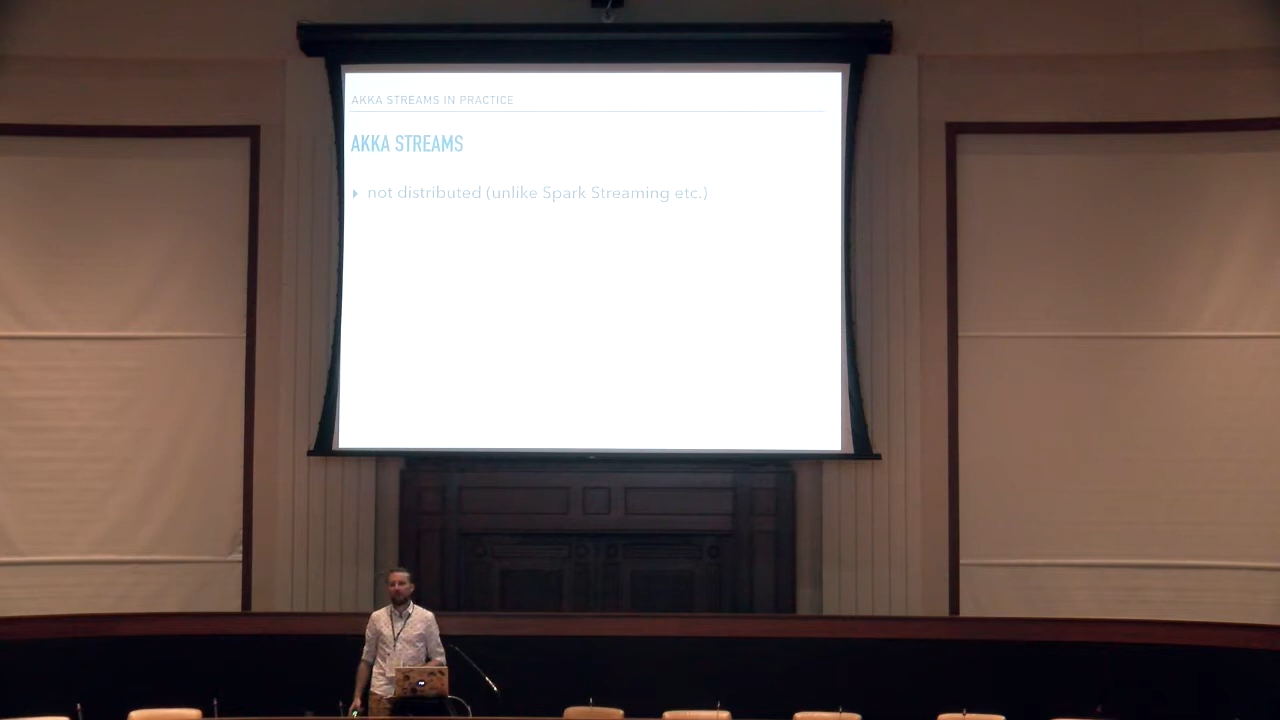 AKKA STREAMS IN PRACTICE
AKKA STREAMS
not distributed (unlike Spark Streaming etc.)